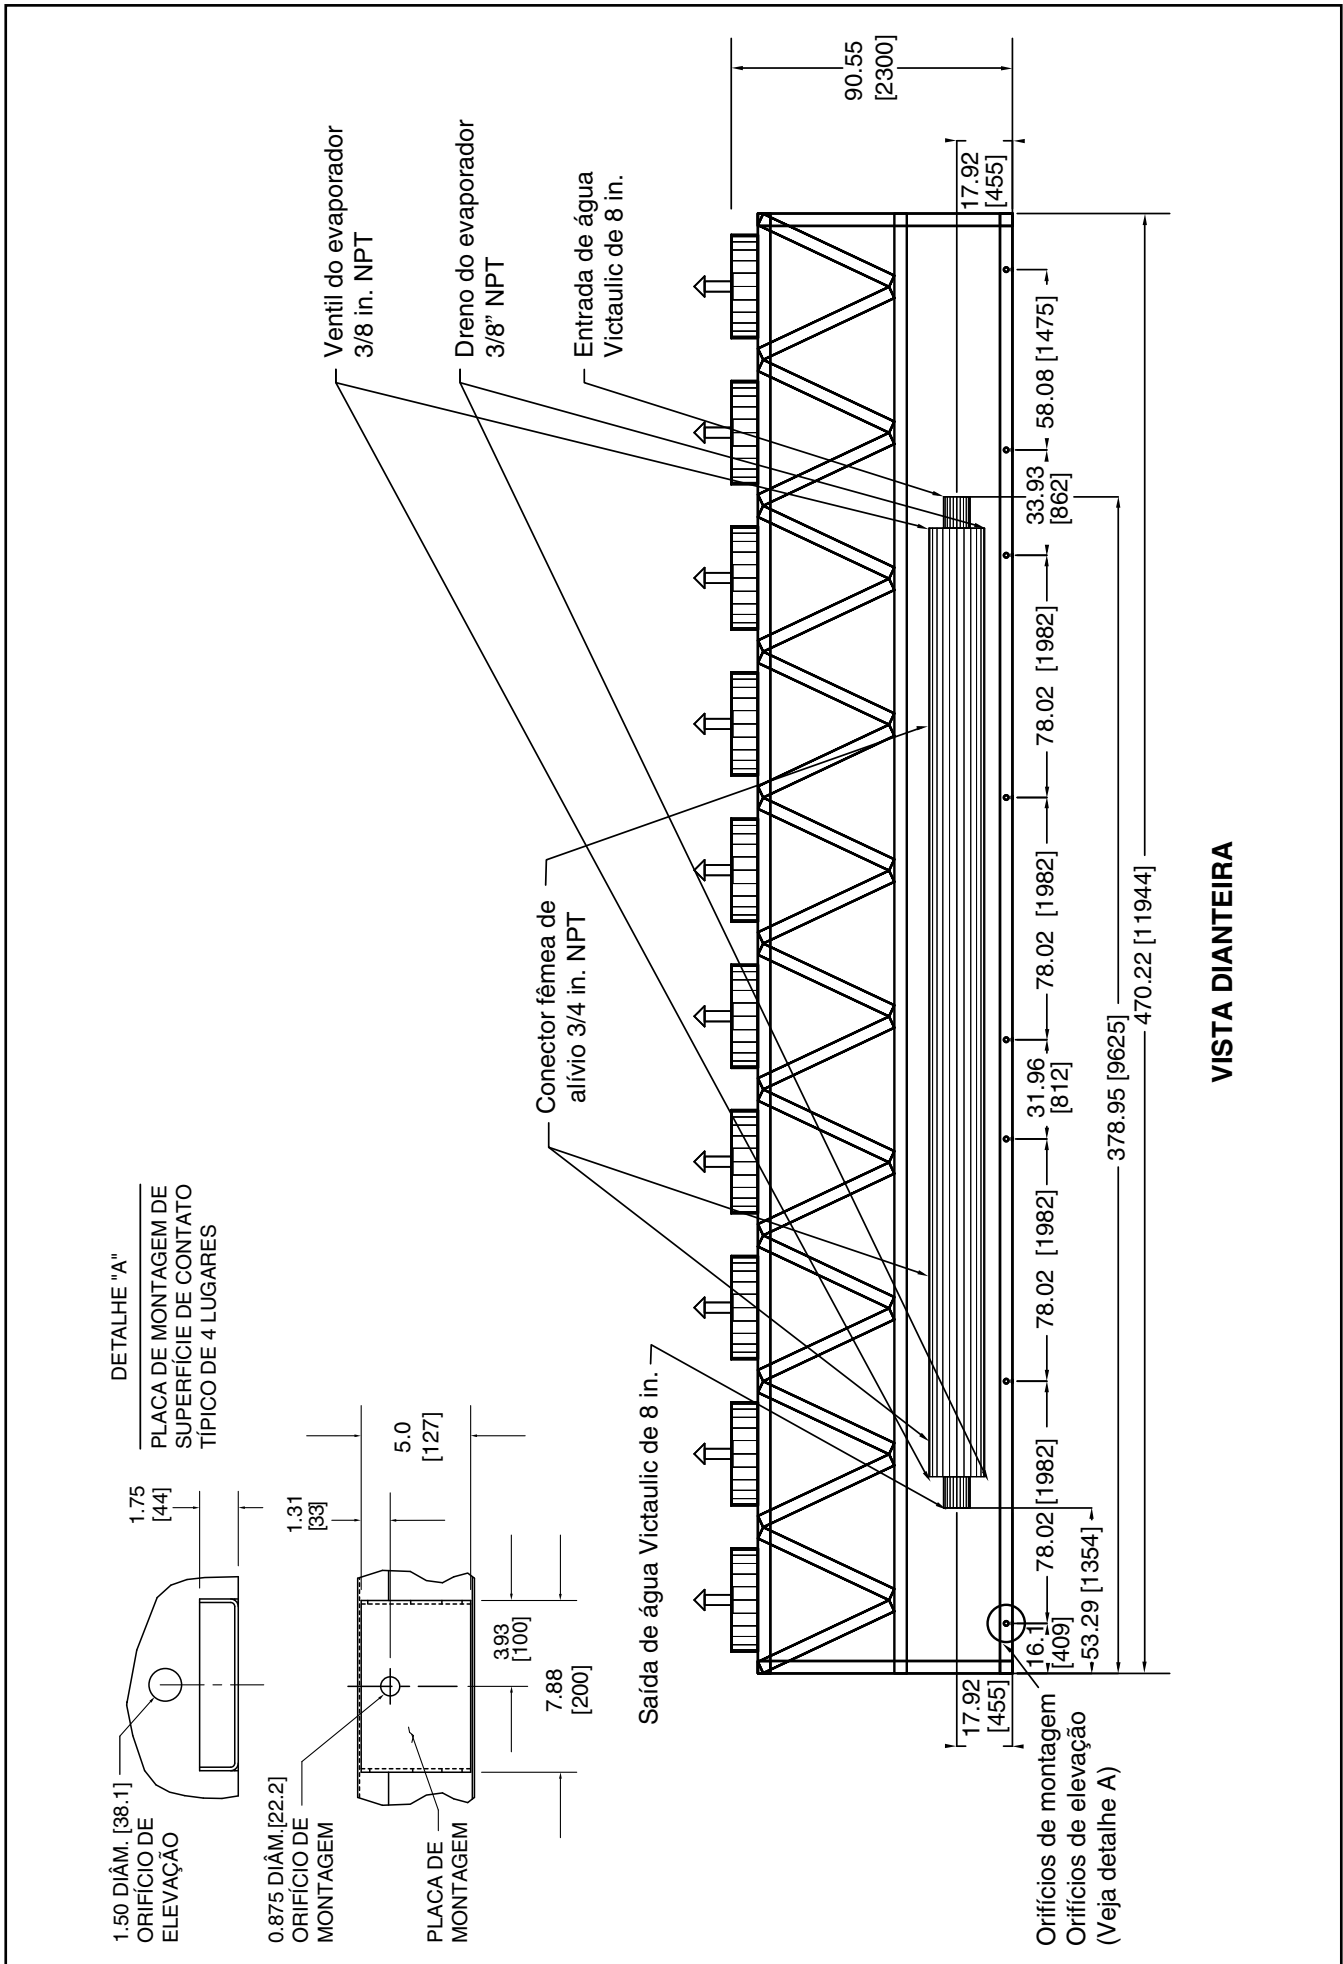 DETALHE "A"
PLACA DE MONTAGEM DE
SUPERFÍCIE DE CONTATO
TÍPICO DE 4 LUGARES
1.50 DIÂM. [38.1]
ORIFÍCIO DE
ELEVAÇÃO
1.75
[44]
0.875 DIÂM.[22.2]
ORIFÍCIO DE
MONTAGEM
1.31
[33]
PLACA DE
MONTAGEM
5.0
[127]
3.93
[100]
7.88
[200]
Saída de água Victaulic de 8 in.
Conector fêmea de
alívio 3/4 in. NPT
Ventil do evaporador
3/8 in. NPT
Dreno do evaporador
3/8” NPT
Entrada de água
Victaulic de 8 in.
90.55
[2300]
17.92
[455]
17.92
[455]
Orifícios de montagem
Orifícios de elevação
(Veja detalhe A)
16.1
[409]
78.02 [1982]
78.02 [1982]
31.96
[812]
78.02 [1982]
78.02 [1982]
33.93
[862]
58.08 [1475]
53.29 [1354]
378.95 [9625]
470.22 [11944]
VISTA DIANTEIRA